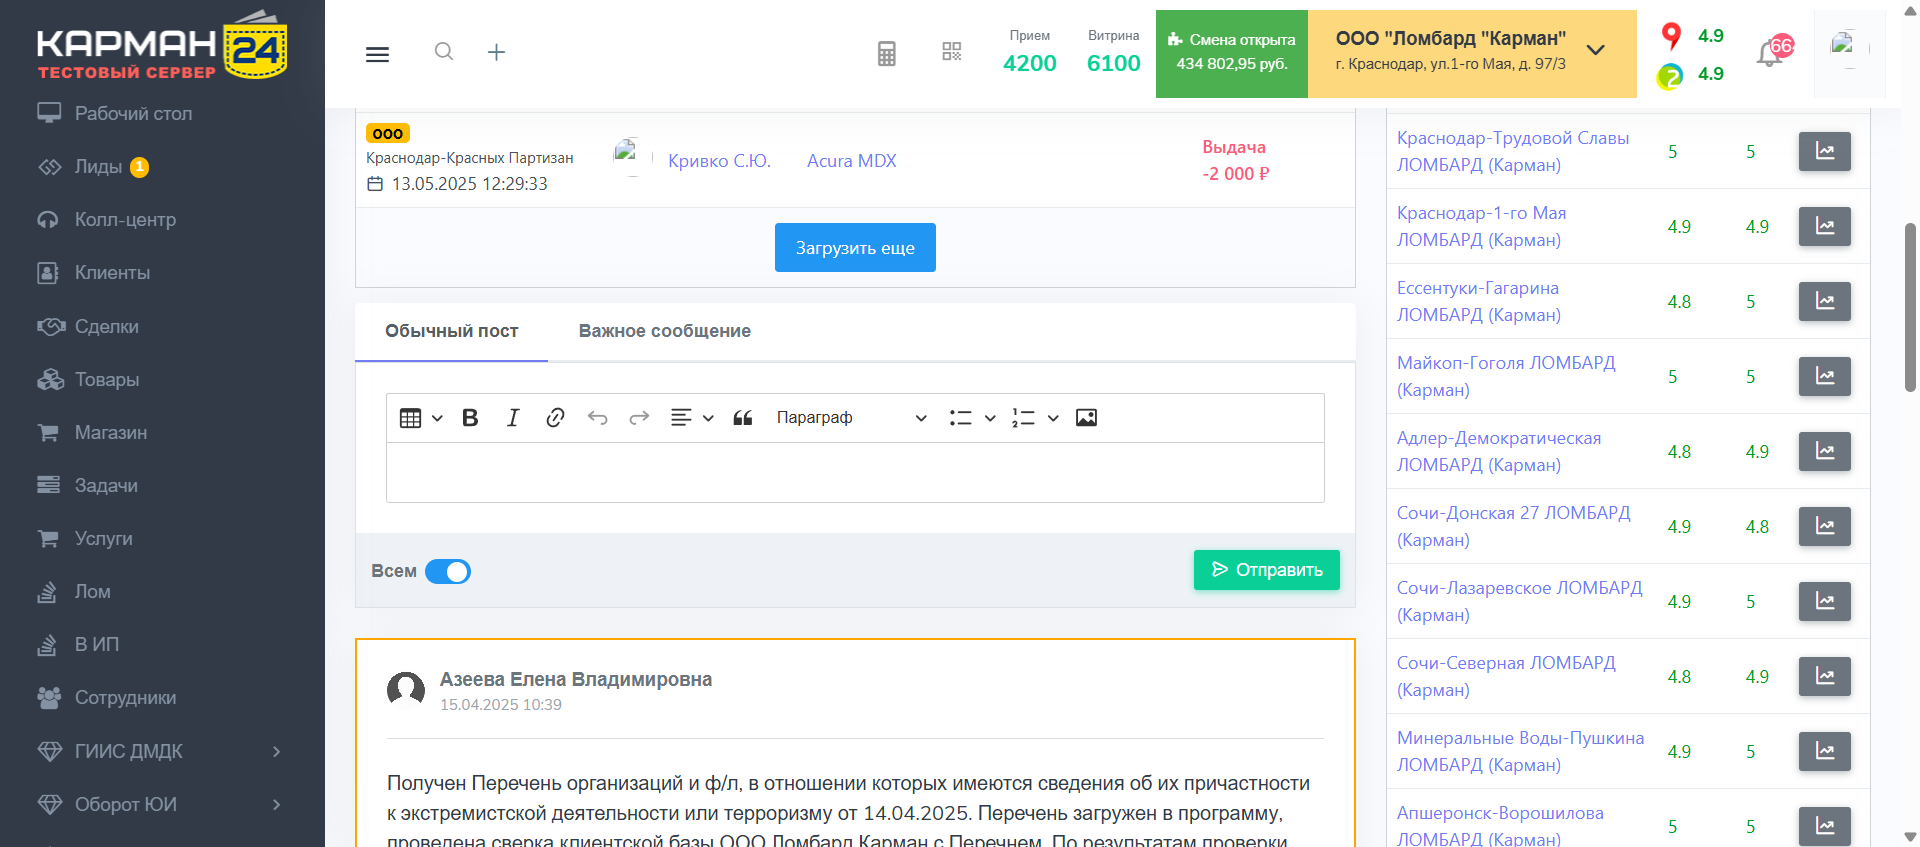 КАРМАН 24
ТЕСТОВЫЙ СЕРВЕР
Рабочий стол
Лиды 1
Колл-центр
Клиенты
Сделки
Товары
Магазин
Задачи
Услуги
Лом
В ИП
Сотрудники
ГИИС ДМДК
Оборот ЮИ
Прием
4200
Витрина
6100
Смена открыта
434 802,95 руб.
ООО "Ломбард "Карман"
г. Краснодар, ул.1-го Мая, д. 97/3
4.9
4.9
66
ООО
Краснодар-Красных Партизан
13.05.2025 12:29:33
Кривко С.Ю.
Acura MDX
Выдача
-2 000 ₽
Загрузить еще
Обычный пост
Важное сообщение
Параграф
Всем
Отправить
Азеева Елена Владимировна
15.04.2025 10:39
Получен Перечень организаций и ф/л, в отношении которых имеются сведения об их причастности
к экстремистской деятельности или терроризму от 14.04.2025. Перечень загружен в программу,
проведена сверка клиентской базы ООО Ломбард Карман с Перечнем. По результатам проверки
Краснодар-Трудовой Славы
ЛОМБАРД (Карман)
5 5
Краснодар-1-го Мая
ЛОМБАРД (Карман)
4.9 4.9
Ессентуки-Гагарина
ЛОМБАРД (Карман)
4.8 5
Майкоп-Гоголя ЛОМБАРД
(Карман)
5 5
Адлер-Демократическая
ЛОМБАРД (Карман)
4.8 4.9
Сочи-Донская 27 ЛОМБАРД
(Карман)
4.9 4.8
Сочи-Лазаревское ЛОМБАРД
(Карман)
4.9 5
Сочи-Северная ЛОМБАРД
(Карман)
4.8 4.9
Минеральные Воды-Пушкина
ЛОМБАРД (Карман)
4.9 5
Апшеронск-Ворошилова
ЛОМБАРД (Карман)
5 5